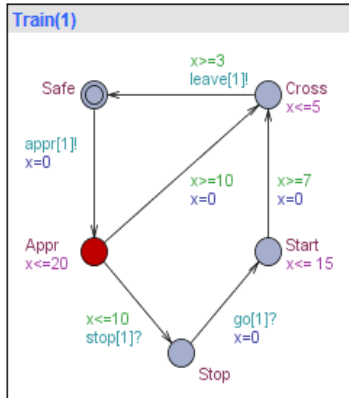 Train(1)
Safe
x>=3
leave[1]!
Cross
x<=5
appr[1]!
x=0
x>=10
x=0
x>=7
x=0
Appr
x<=20
Start
x<= 15
x<=10
stop[1]?
go[1]?
x=0
Stop